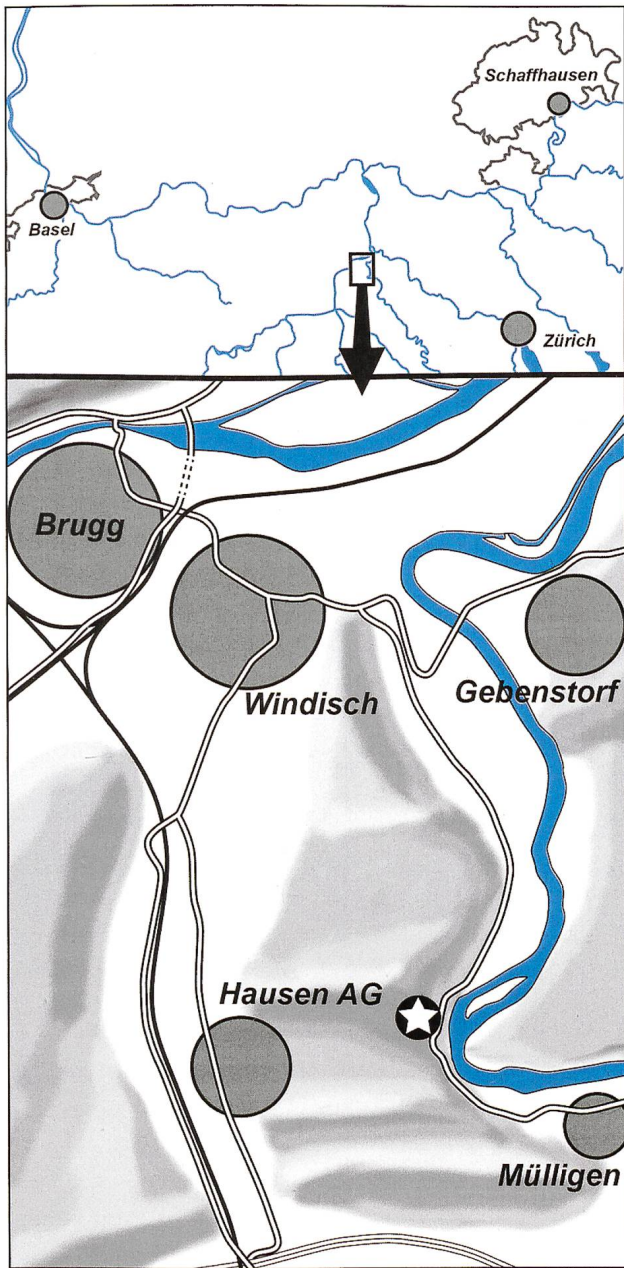 Schaffhausen
Basel
Zürich
Brugg
Windisch
Gebenstorf
Hausen AG
Mülligen